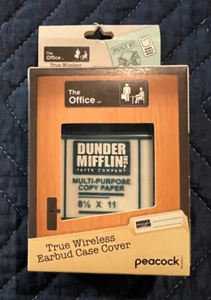 The
Office
True Wireless
The
Office
DUNDER
MIFFLIN INC
PAPER COMPANY
MULTI-PURPOSE
COPY PAPER
8½ X 11
True Wireless
Earbud Case Cover
peacock